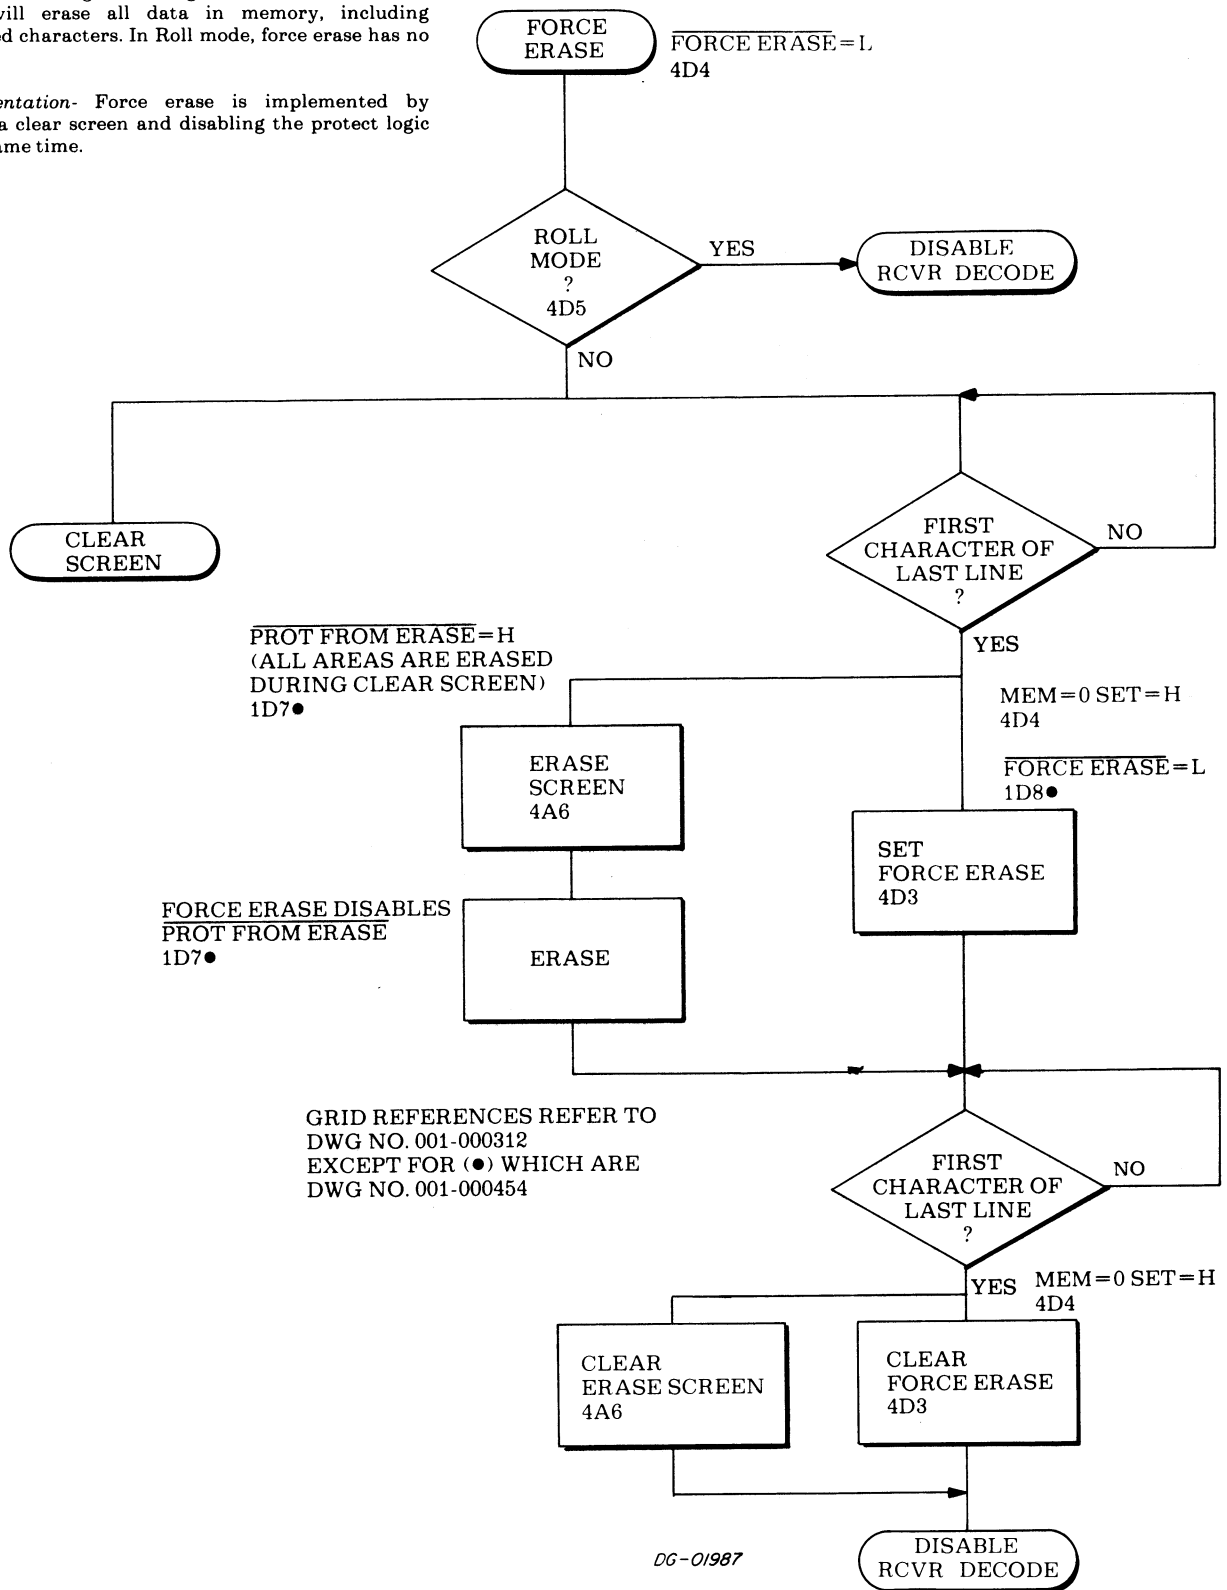 will erase all data in memory, including
ed characters. In Roll mode, force erase has no
entation- Force erase is implemented by
a clear screen and disabling the protect logic
ame time.
FORCE
ERASE
FORCE ERASE=L
4D4
ROLL
MODE
?
4D5
YES
DISABLE
RCVR DECODE
NO
CLEAR
SCREEN
FIRST
CHARACTER OF
LAST LINE
?
NO
YES
PROT FROM ERASE=H
(ALL AREAS ARE ERASED
DURING CLEAR SCREEN)
1D7●
MEM=0 SET=H
4D4
FORCE ERASE=L
1D8●
ERASE
SCREEN
4A6
SET
FORCE ERASE
4D3
FORCE ERASE DISABLES
PROT FROM ERASE
1D7●
ERASE
GRID REFERENCES REFER TO
DWG NO. 001-000312
EXCEPT FOR (●) WHICH ARE
DWG NO. 001-000454
FIRST
CHARACTER OF
LAST LINE
?
NO
YES
MEM=0 SET=H
4D4
CLEAR
ERASE SCREEN
4A6
CLEAR
FORCE ERASE
4D3
DG-01987
DISABLE
RCVR DECODE